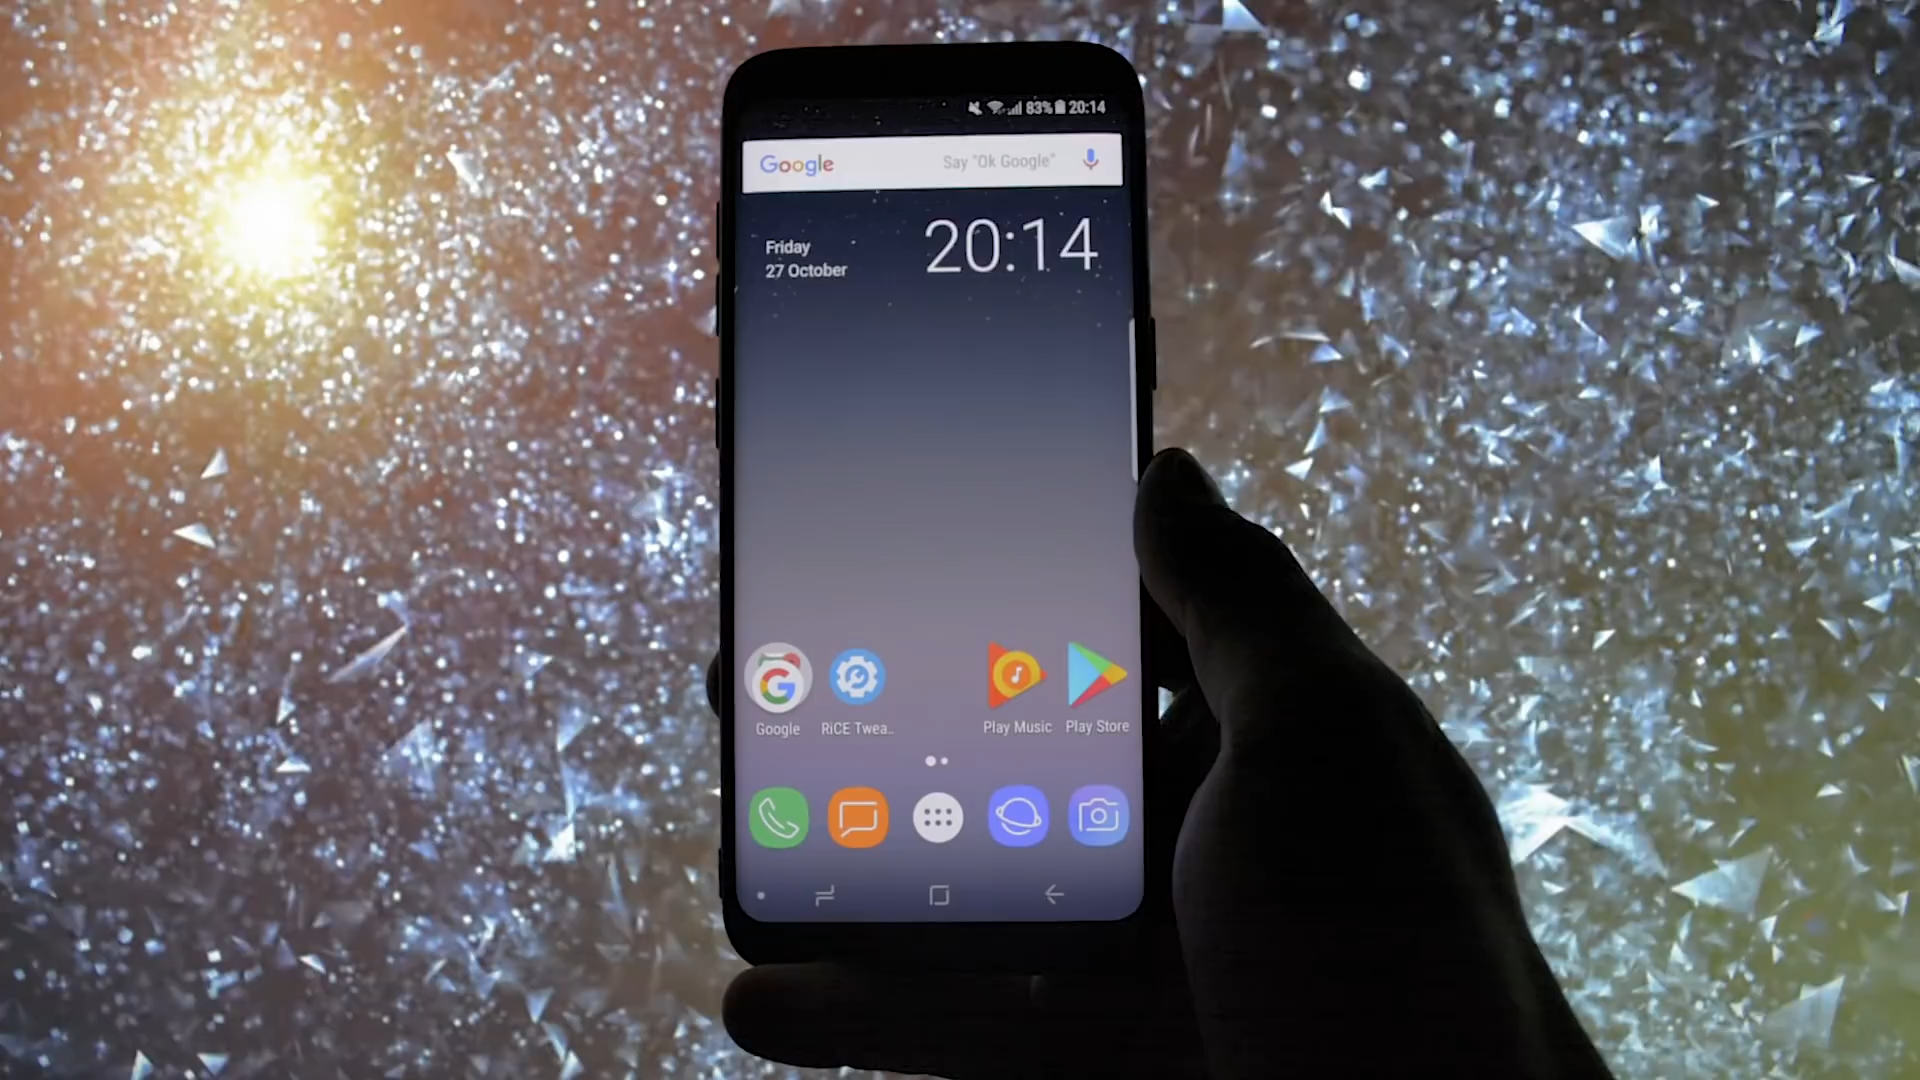 83% 20:14
Google Say "Ok Google"
20:14
Friday
27 October
Google RiCE Twea.. Play Music Play Store